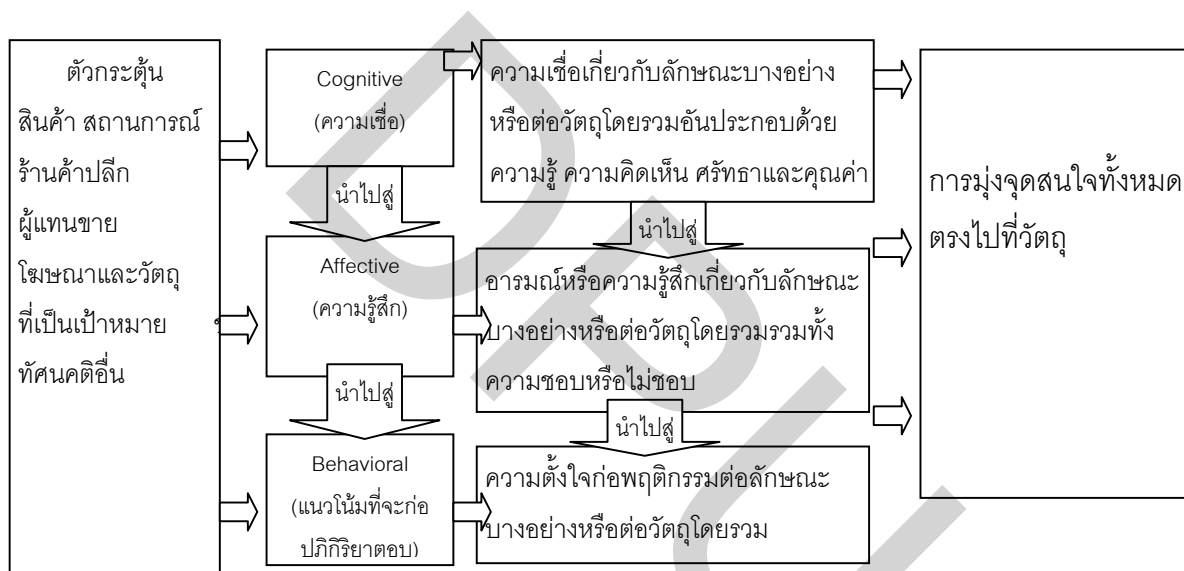 ตัวกระตุ้น
สินค้า สถานการณ์
ร้านค้าปลีก
ผู้แทนขาย
โฆษณาและวัตถุ
ที่เป็นเป้าหมาย
ทัศนคติอื่น
Cognitive
(ความเชื่อ)
นำไปสู่
Affective
(ความรู้สึก)
นำไปสู่
Behavioral
(แนวโน้มที่จะก่อ
ปฏิกิริยาตอบ)
ความเชื่อเกี่ยวกับลักษณะบางอย่าง
หรือต่อวัตถุโดยรวมอันประกอบด้วย
ความรู้ ความคิดเห็น ศรัทธาและคุณค่า
นำไปสู่
อารมณ์หรือความรู้สึกเกี่ยวกับลักษณะ
บางอย่างหรือต่อวัตถุโดยรวมรวมทั้ง
ความชอบหรือไม่ชอบ
นำไปสู่
ความตั้งใจก่อพฤติกรรมต่อลักษณะ
บางอย่างหรือต่อวัตถุโดยรวม
การมุ่งจุดสนใจทั้งหมด
ตรงไปที่วัตถุ